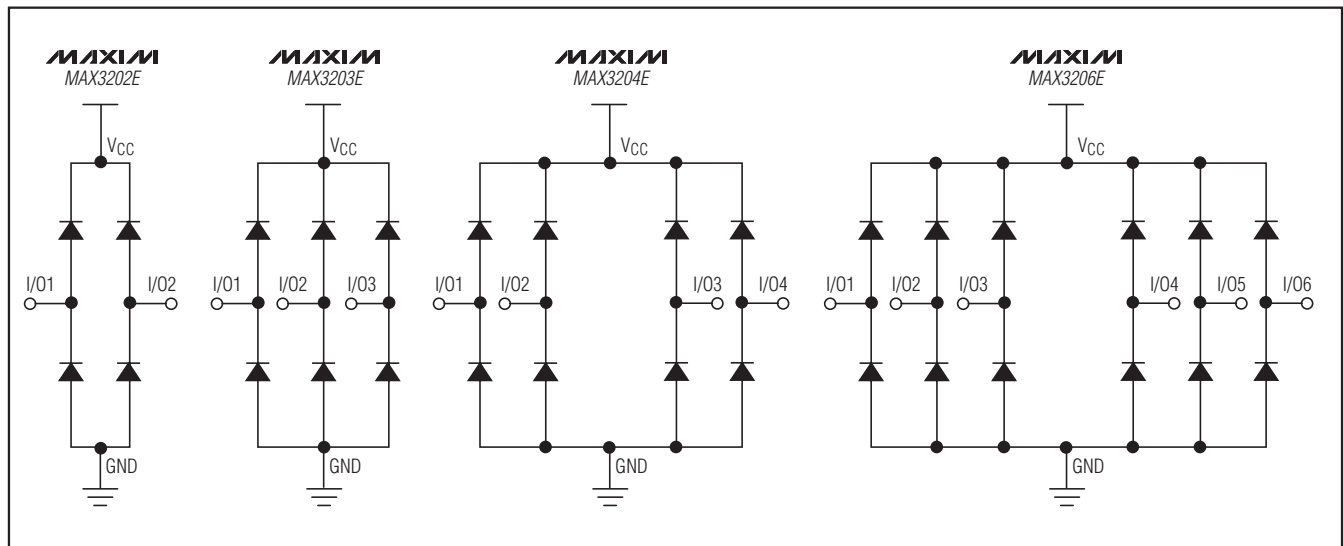 MAXIM MAXIM MAXIM MAXIM
MAX3202E MAX3203E MAX3204E MAX3206E
VCC VCC VCC VCC
I/O1 I/O2 I/O1 I/O2 I/O3 I/O1 I/O2 I/O3 I/O4 I/O1 I/O2 I/O3 I/O4 I/O5 I/O6
GND GND GND GND